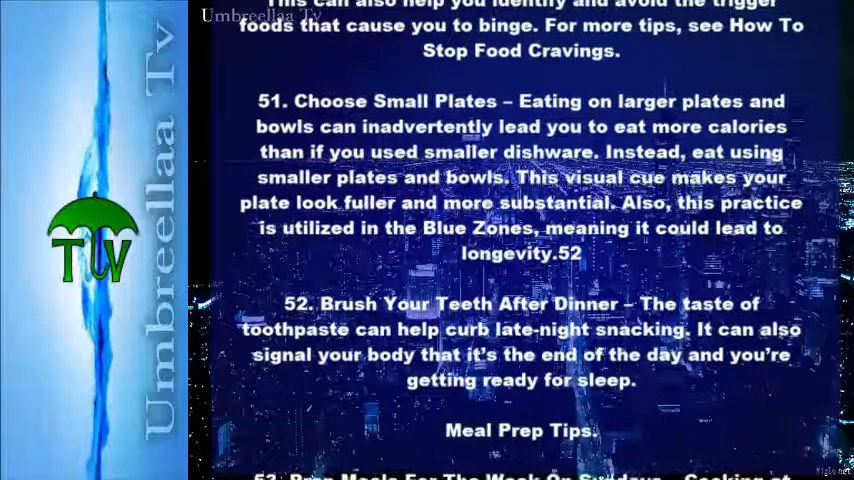 Umbreellaa Tv
This can also help you identify and avoid the trigger
foods that cause you to binge. For more tips, see How To
Stop Food Cravings.
51. Choose Small Plates – Eating on larger plates and
bowls can inadvertently lead you to eat more calories
than if you used smaller dishware. Instead, eat using
smaller plates and bowls. This visual cue makes your
plate look fuller and more substantial. Also, this practice
is utilized in the Blue Zones, meaning it could lead to
longevity.52
52. Brush Your Teeth After Dinner – The taste of
toothpaste can help curb late-night snacking. It can also
signal your body that it's the end of the day and you're
getting ready for sleep.
Meal Prep Tips.
53. Prep Meals For The Week On Sundays – Cooking at
Umbreellaa Tv
TV